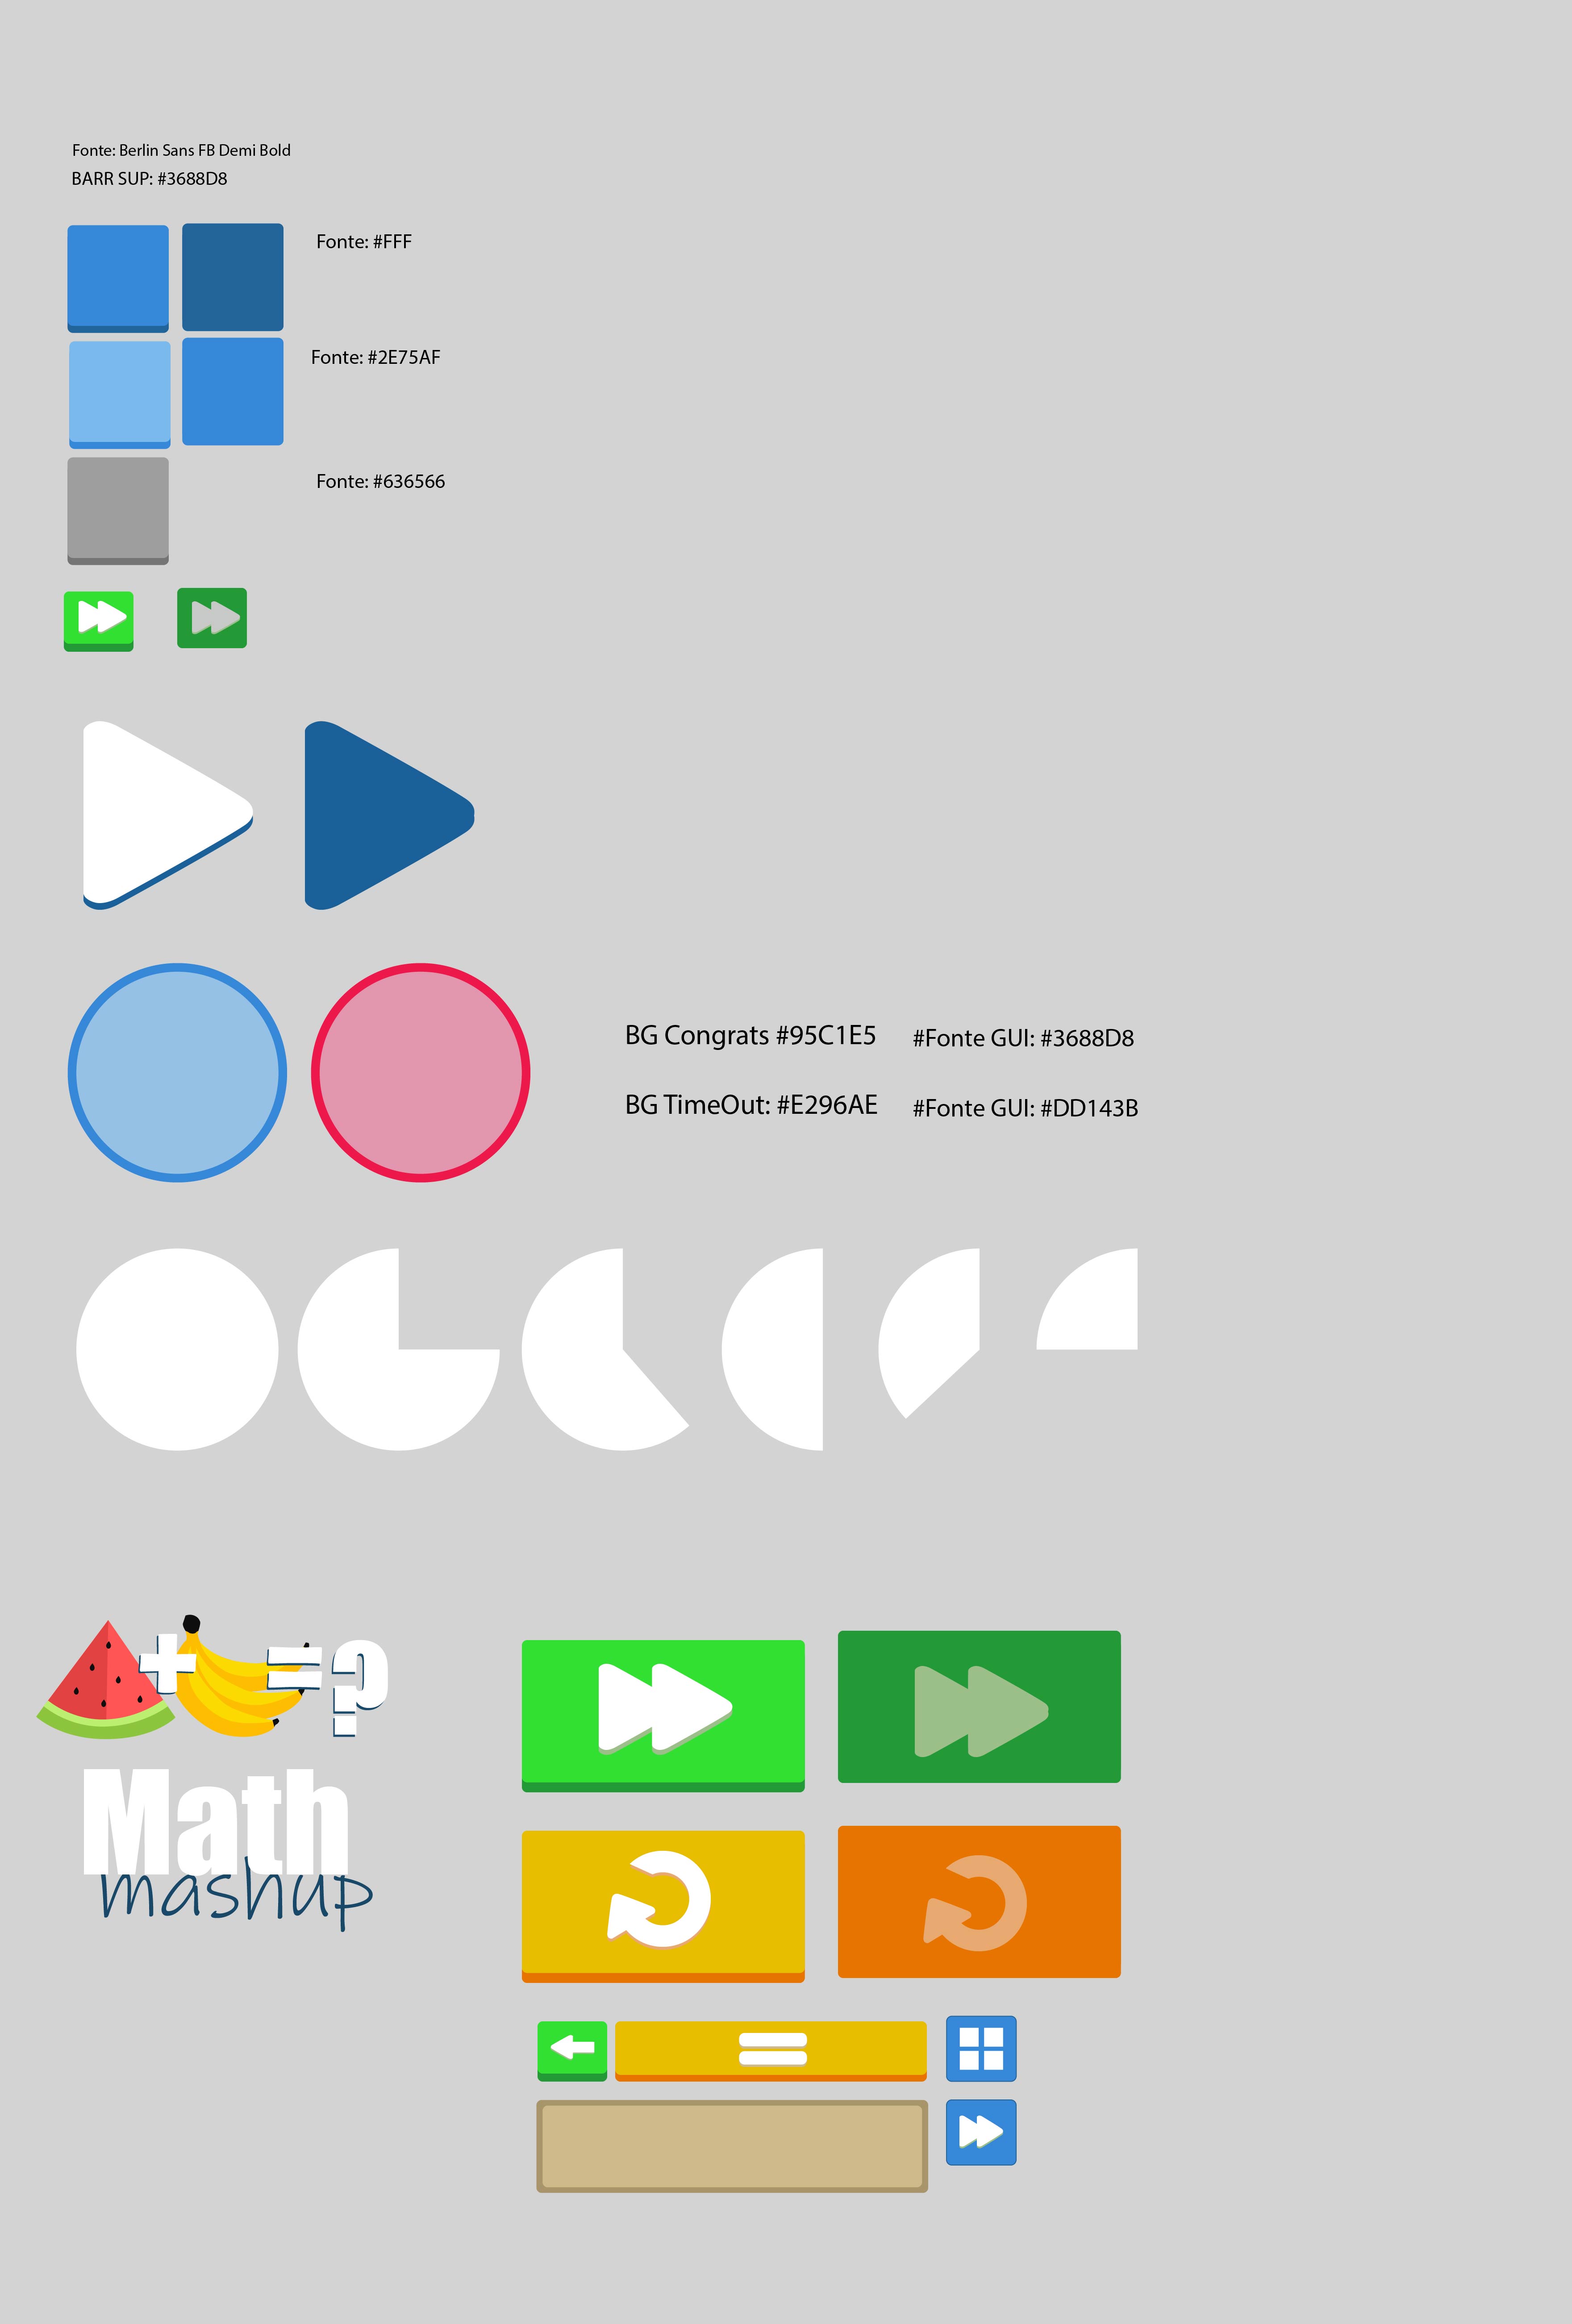 Fonte: Berlin Sans FB Demi Bold
BARR SUP: #3688D8
Fonte: #FFF
Fonte: #2E75AF
Fonte: #636566
BG Congrats #95C1E5 #Fonte GUI: #3688D8
BG TimeOut: #E296AE #Fonte GUI: #DD143B
+ = ?
Math
mashup